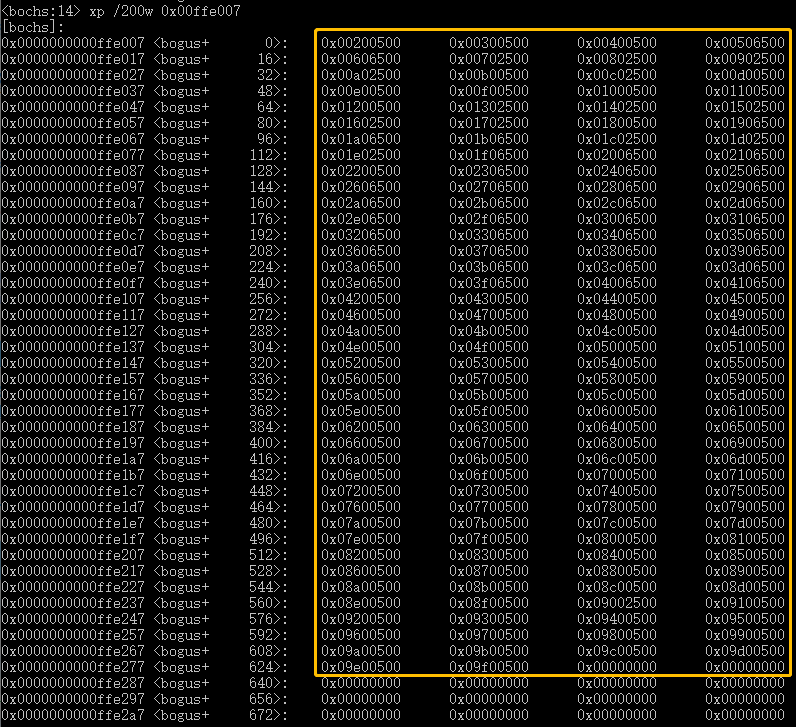 <bochs:14> xp /200w 0x00ffe007
[bochs]:
0x0000000000ffe007 <bogus+       0>:    0x00200500      0x00300500      0x00400500      0x00506500
0x0000000000ffe017 <bogus+      16>:    0x00606500      0x00702500      0x00802500      0x00902500
0x0000000000ffe027 <bogus+      32>:    0x00a02500      0x00b00500      0x00c02500      0x00d00500
0x0000000000ffe037 <bogus+      48>:    0x00e00500      0x00f00500      0x01000500      0x01100500
0x0000000000ffe047 <bogus+      64>:    0x01200500      0x01302500      0x01402500      0x01502500
0x0000000000ffe057 <bogus+      80>:    0x01602500      0x01702500      0x01800500      0x01906500
0x0000000000ffe067 <bogus+      96>:    0x01a06500      0x01b06500      0x01c02500      0x01d02500
0x0000000000ffe077 <bogus+     112>:    0x01e02500      0x01f06500      0x02006500      0x02106500
0x0000000000ffe087 <bogus+     128>:    0x02200500      0x02306500      0x02406500      0x02506500
0x0000000000ffe097 <bogus+     144>:    0x02606500      0x02706500      0x02806500      0x02906500
0x0000000000ffe0a7 <bogus+     160>:    0x02a06500      0x02b06500      0x02c06500      0x02d06500
0x0000000000ffe0b7 <bogus+     176>:    0x02e06500      0x02f06500      0x03006500      0x03106500
0x0000000000ffe0c7 <bogus+     192>:    0x03206500      0x03306500      0x03406500      0x03506500
0x0000000000ffe0d7 <bogus+     208>:    0x03606500      0x03706500      0x03806500      0x03906500
0x0000000000ffe0e7 <bogus+     224>:    0x03a06500      0x03b06500      0x03c06500      0x03d06500
0x0000000000ffe0f7 <bogus+     240>:    0x03e06500      0x03f06500      0x04006500      0x04106500
0x0000000000ffe107 <bogus+     256>:    0x04200500      0x04300500      0x04400500      0x04500500
0x0000000000ffe117 <bogus+     272>:    0x04600500      0x04700500      0x04800500      0x04900500
0x0000000000ffe127 <bogus+     288>:    0x04a00500      0x04b00500      0x04c00500      0x04d00500
0x0000000000ffe137 <bogus+     304>:    0x04e00500      0x04f00500      0x05000500      0x05100500
0x0000000000ffe147 <bogus+     320>:    0x05200500      0x05300500      0x05400500      0x05500500
0x0000000000ffe157 <bogus+     336>:    0x05600500      0x05700500      0x05800500      0x05900500
0x0000000000ffe167 <bogus+     352>:    0x05a00500      0x05b00500      0x05c00500      0x05d00500
0x0000000000ffe177 <bogus+     368>:    0x05e00500      0x05f00500      0x06000500      0x06100500
0x0000000000ffe187 <bogus+     384>:    0x06200500      0x06300500      0x06400500      0x06500500
0x0000000000ffe197 <bogus+     400>:    0x06600500      0x06700500      0x06800500      0x06900500
0x0000000000ffe1a7 <bogus+     416>:    0x06a00500      0x06b00500      0x06c00500      0x06d00500
0x0000000000ffe1b7 <bogus+     432>:    0x06e00500      0x06f00500      0x07000500      0x07100500
0x0000000000ffe1c7 <bogus+     448>:    0x07200500      0x07300500      0x07400500      0x07500500
0x0000000000ffe1d7 <bogus+     464>:    0x07600500      0x07700500      0x07800500      0x07900500
0x0000000000ffe1e7 <bogus+     480>:    0x07a00500      0x07b00500      0x07c00500      0x07d00500
0x0000000000ffe1f7 <bogus+     496>:    0x07e00500      0x07f00500      0x08000500      0x08100500
0x0000000000ffe207 <bogus+     512>:    0x08200500      0x08300500      0x08400500      0x08500500
0x0000000000ffe217 <bogus+     528>:    0x08600500      0x08700500      0x08800500      0x08900500
0x0000000000ffe227 <bogus+     544>:    0x08a00500      0x08b00500      0x08c00500      0x08d00500
0x0000000000ffe237 <bogus+     560>:    0x08e00500      0x08f00500      0x09002500      0x09100500
0x0000000000ffe247 <bogus+     576>:    0x09200500      0x09300500      0x09400500      0x09500500
0x0000000000ffe257 <bogus+     592>:    0x09600500      0x09700500      0x09800500      0x09900500
0x0000000000ffe267 <bogus+     608>:    0x09a00500      0x09b00500      0x09c00500      0x09d00500
0x0000000000ffe277 <bogus+     624>:    0x09e00500      0x09f00500      0x00000000      0x00000000
0x0000000000ffe287 <bogus+     640>:    0x00000000      0x00000000      0x00000000      0x00000000
0x0000000000ffe297 <bogus+     656>:    0x00000000      0x00000000      0x00000000      0x00000000
0x0000000000ffe2a7 <bogus+     672>:    0x00000000      0x00000000      0x00000000      0x00000000